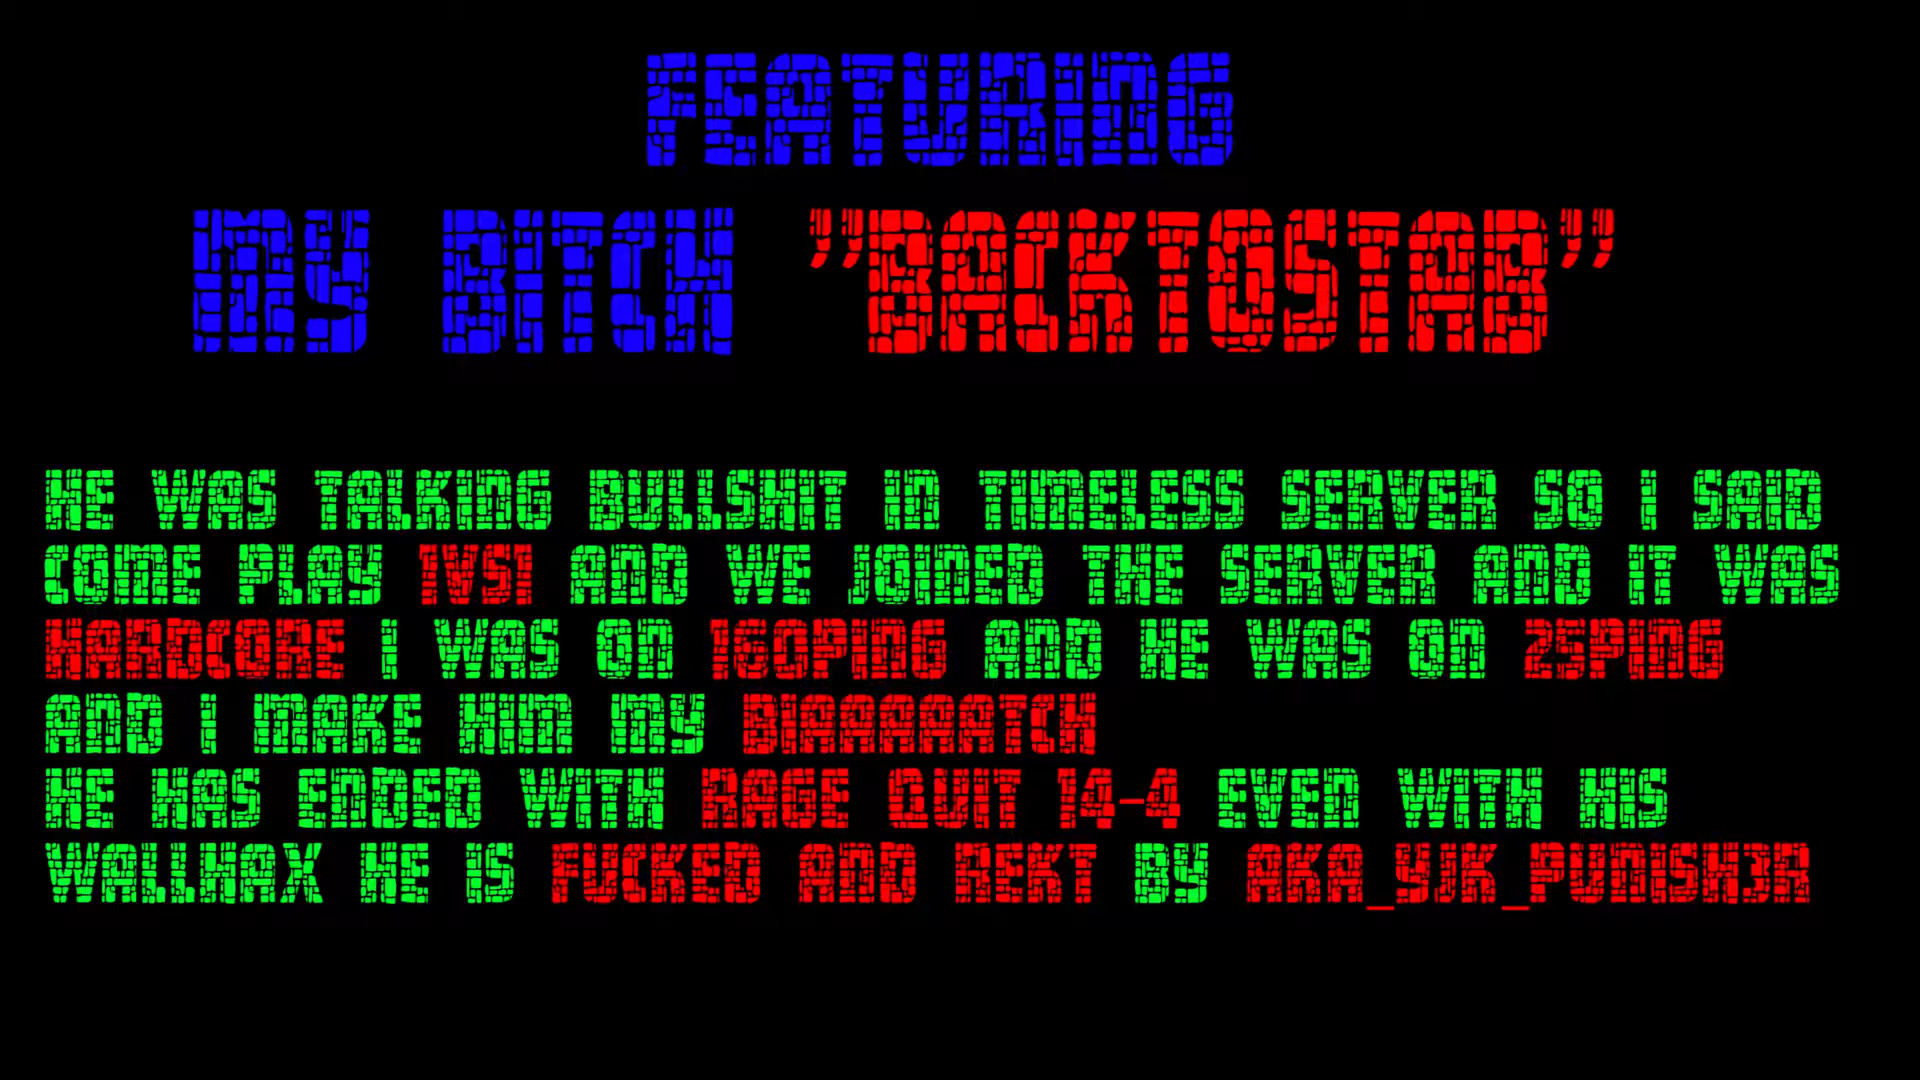 FEATURING
MY BITCH "BACKTOSTAB"
HE WAS TALKING BULLSHIT IN TIMELESS SERVER SO I SAID
COME PLAY 1VS1 AND WE JOINED THE SERVER AND IT WAS
HARDCORE I WAS ON 160PING AND HE WAS ON 25PING
AND I MAKE HIM MY BIAAAAATCH
HE HAS ENDED WITH RAGE QUIT 14-4 EVEN WITH HIS
WALLHAX HE IS FUCKED AND REKT BY AKA_YJK_PUNISH3R